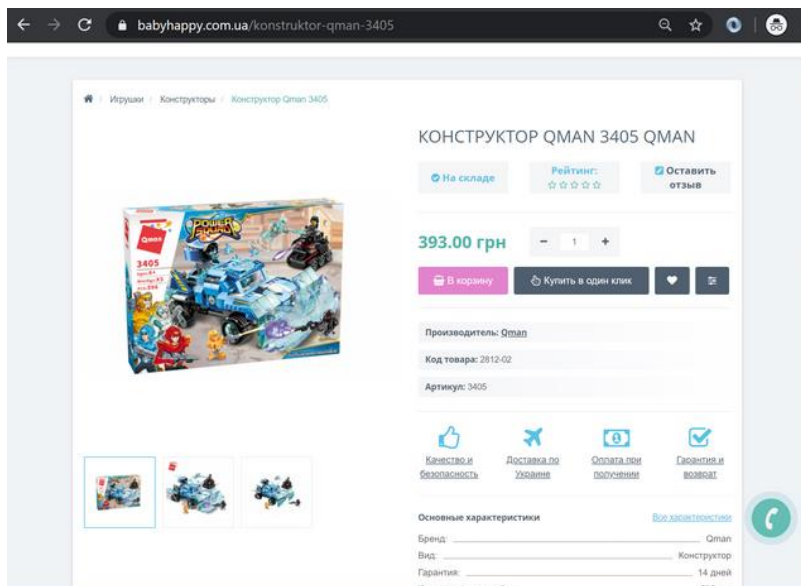 babyhappy.com.ua/konstruktor-qman-3405
Игрушки / Конструкторы / Конструктор Qman 3405
КОНСТРУКТОР QMAN 3405 QMAN
На складе
Рейтинг:
Оставить
отзыв
POWER
SQUAD
Qman
3405
393.00 грн
- 1 +
В корзину
Купить в один клик
Производитель: Qman
Код товара: 2812-02
Артикул: 3405
Качество и
безопасность
Доставка по
Украине
Оплата при
получении
Гарантия и
возврат
Основные характеристики
Все характеристики
Бренд: Qman
Вид: Конструктор
Гарантия: 14 дней